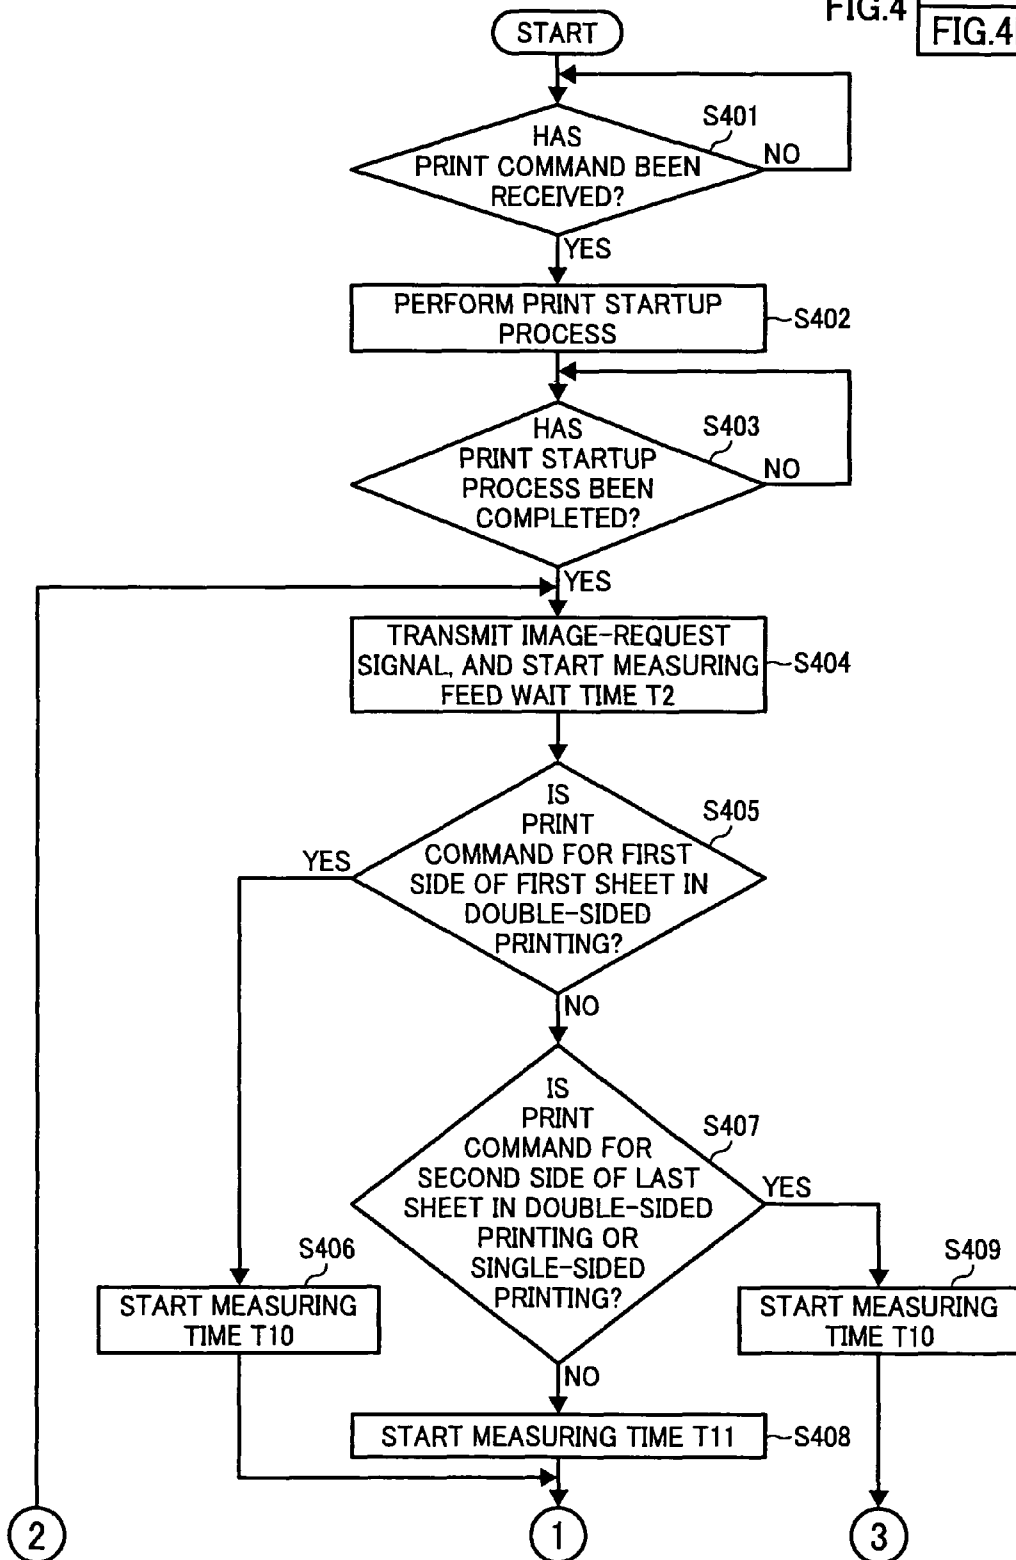 FIG.4
FIG.4
START
HAS
PRINT COMMAND BEEN
RECEIVED?
S401
NO
YES
PERFORM PRINT STARTUP
PROCESS
S402
HAS
PRINT STARTUP
PROCESS BEEN
COMPLETED?
S403
NO
YES
TRANSMIT IMAGE-REQUEST
SIGNAL, AND START MEASURING
FEED WAIT TIME T2
S404
IS
PRINT
COMMAND FOR FIRST
SIDE OF FIRST SHEET IN
DOUBLE-SIDED
PRINTING?
S405
YES
NO
IS
PRINT
COMMAND FOR
SECOND SIDE OF LAST
SHEET IN DOUBLE-SIDED
PRINTING OR
SINGLE-SIDED
PRINTING?
S407
YES
S406
START MEASURING
TIME T10
S409
START MEASURING
TIME T10
NO
START MEASURING TIME T11
S408
2
1
3